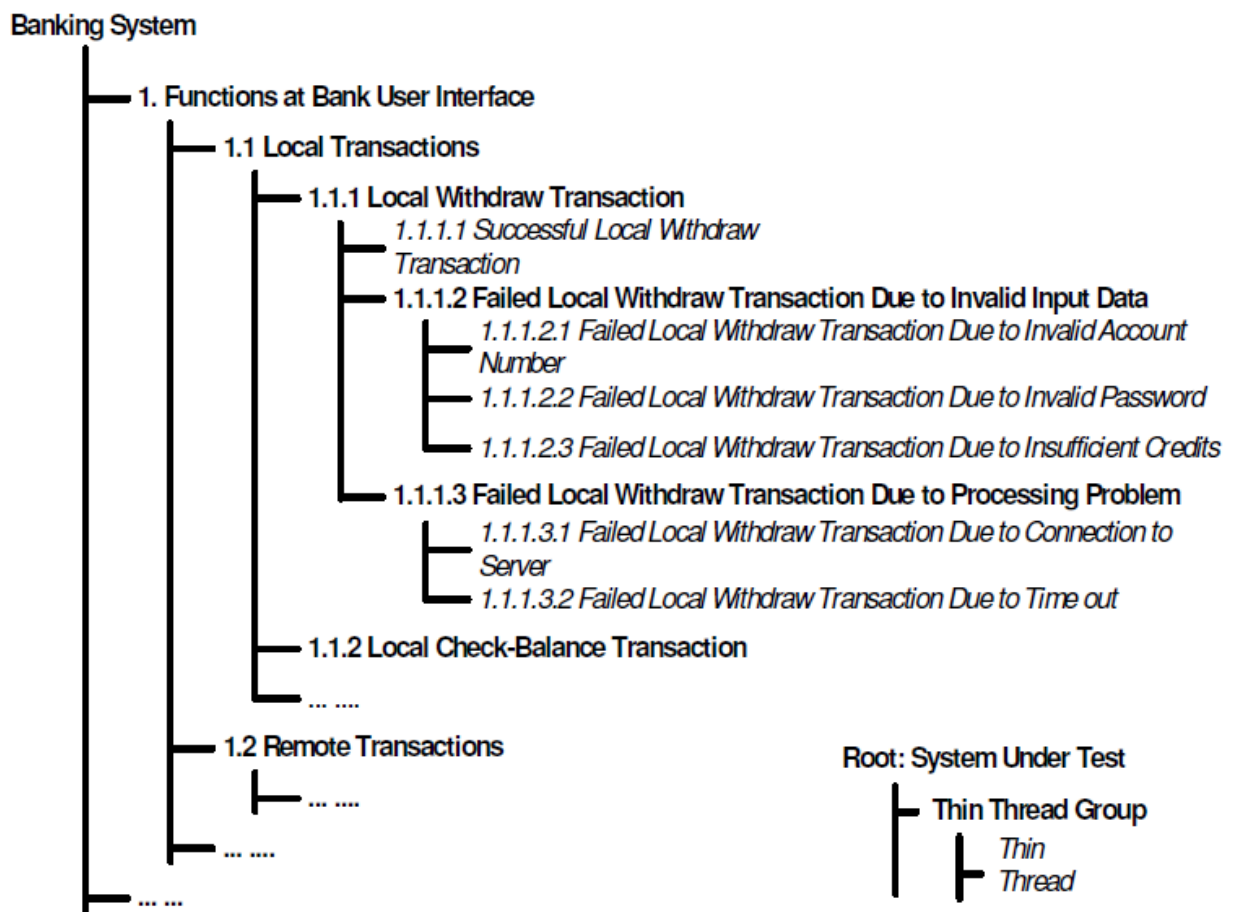 Banking System
1. Functions at Bank User Interface
1.1 Local Transactions
1.1.1 Local Withdraw Transaction
1.1.1.1 Successful Local Withdraw
Transaction
1.1.1.2 Failed Local Withdraw Transaction Due to Invalid Input Data
1.1.1.2.1 Failed Local Withdraw Transaction Due to Invalid Account
Number
1.1.1.2.2 Failed Local Withdraw Transaction Due to Invalid Password
1.1.1.2.3 Failed Local Withdraw Transaction Due to Insufficient Credits
1.1.1.3 Failed Local Withdraw Transaction Due to Processing Problem
1.1.1.3.1 Failed Local Withdraw Transaction Due to Connection to
Server
1.1.1.3.2 Failed Local Withdraw Transaction Due to Time out
1.1.2 Local Check-Balance Transaction
... ....
1.2 Remote Transactions
... ....
... ....
... ...
Root: System Under Test
Thin Thread Group
Thin
Thread